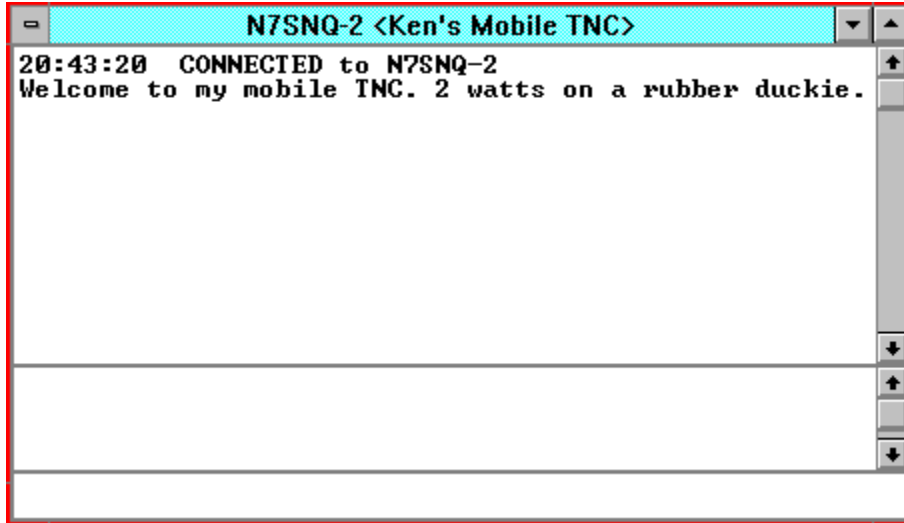 N7SNQ-2 <Ken's Mobile TNC>
20:43:20  CONNECTED to N7SNQ-2
Welcome to my mobile TNC. 2 watts on a rubber duckie.